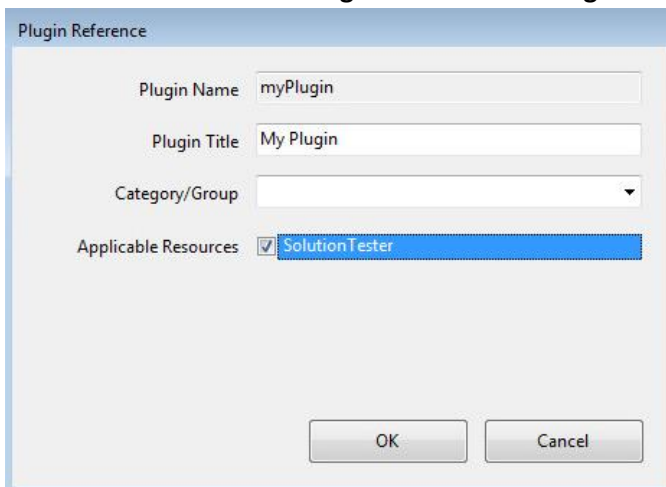 Plugin Reference
Plugin Name myPlugin
Plugin Title My Plugin
Category/Group
Applicable Resources SolutionTester
OK Cancel